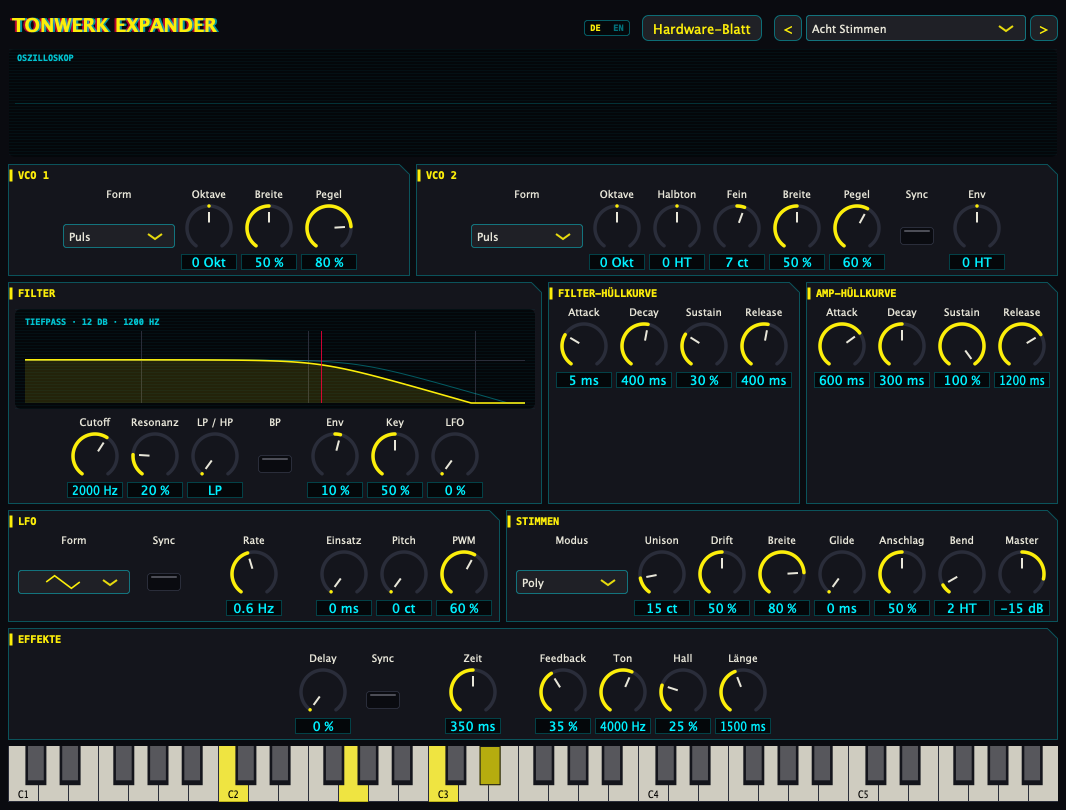 TONWERK EXPANDER
DE EN
Hardware-Blatt
< Acht Stimmen >
OSZILLOSKOP
VCO 1
Form Oktave Breite Pegel
Puls
0 Okt 50 % 80 %
VCO 2
Form Oktave Halbton Fein Breite Pegel Sync Env
Puls
0 Okt 0 HT 7 ct 50 % 60 % 0 HT
FILTER
TIEFPASS · 12 DB · 1200 HZ
Cutoff Resonanz LP / HP BP Env Key LFO
2000 Hz 20 % LP 10 % 50 % 0 %
FILTER-HÜLLKURVE
Attack Decay Sustain Release
5 ms 400 ms 30 % 400 ms
AMP-HÜLLKURVE
Attack Decay Sustain Release
600 ms 300 ms 100 % 1200 ms
LFO
Form Sync Rate Einsatz Pitch PWM
0.6 Hz 0 ms 0 ct 60 %
STIMMEN
Modus Unison Drift Breite Glide Anschlag Bend Master
Poly
15 ct 50 % 80 % 0 ms 50 % 2 HT -15 dB
EFFEKTE
Delay Sync Zeit Feedback Ton Hall Länge
0 % 350 ms 35 % 4000 Hz 25 % 1500 ms
C1 C2 C3 C4 C5